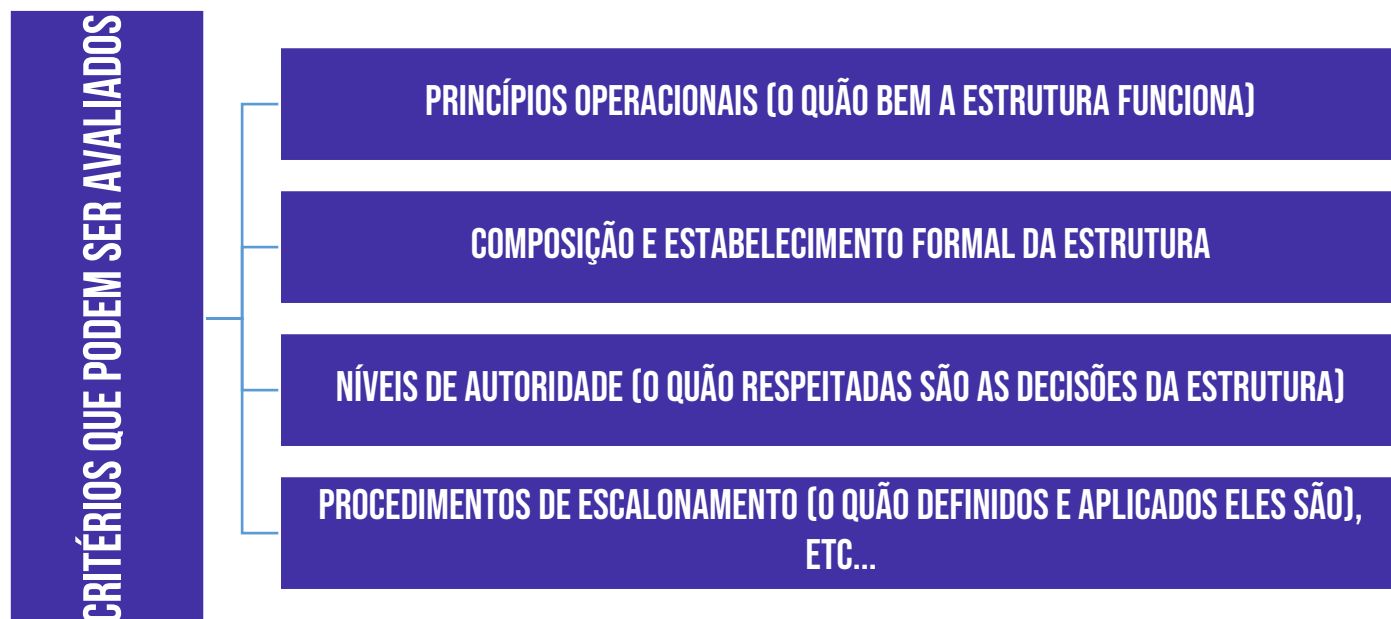 CRITÉRIOS QUE PODEM SER AVALIADOS
PRINCÍPIOS OPERACIONAIS (O QUÃO BEM A ESTRUTURA FUNCIONA)
COMPOSIÇÃO E ESTABELECIMENTO FORMAL DA ESTRUTURA
NÍVEIS DE AUTORIDADE (O QUÃO RESPEITADAS SÃO AS DECISÕES DA ESTRUTURA)
PROCEDIMENTOS DE ESCALONAMENTO (O QUÃO DEFINIDOS E APLICADOS ELES SÃO),
ETC...